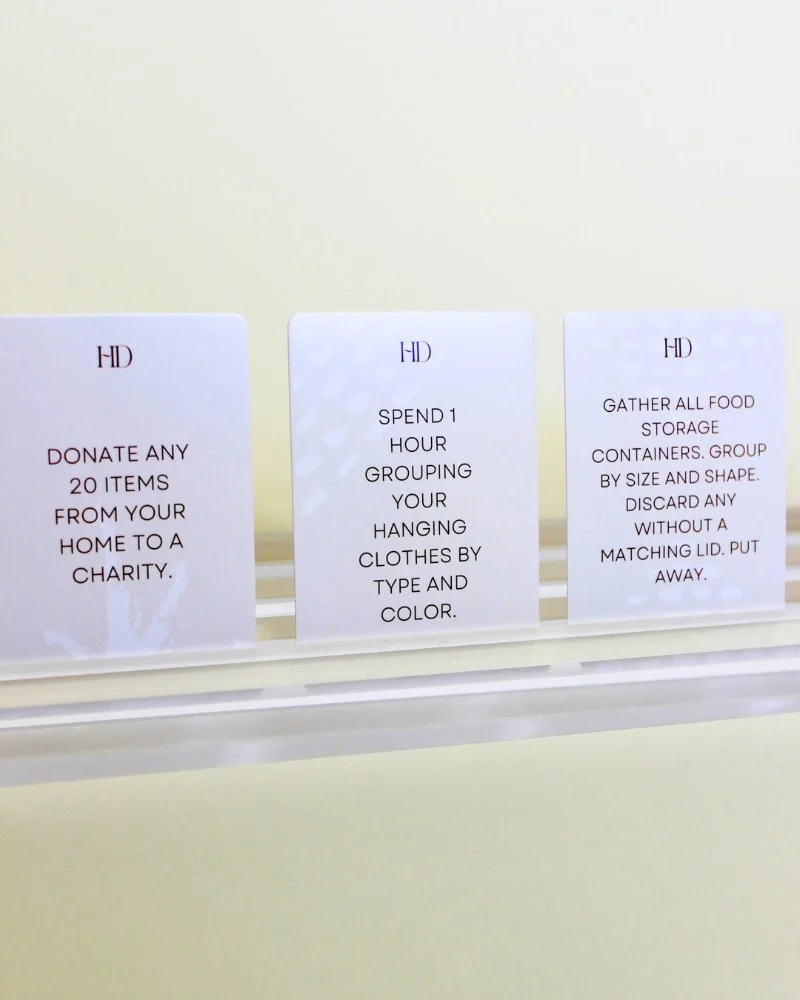 HD
DONATE ANY
20 ITEMS
FROM YOUR
HOME TO A
CHARITY.
HD
SPEND 1
HOUR
GROUPING
YOUR
HANGING
CLOTHES BY
TYPE AND
COLOR.
HD
GATHER ALL FOOD
STORAGE
CONTAINERS. GROUP
BY SIZE AND SHAPE.
DISCARD ANY
WITHOUT A
MATCHING LID. PUT
AWAY.